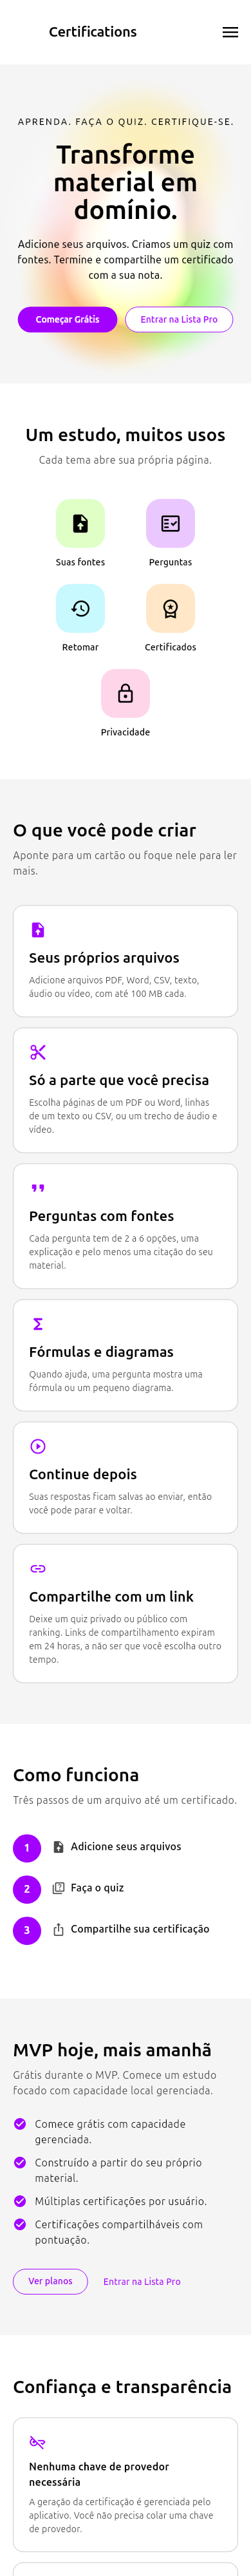 Certifications
APRENDA. FAÇA O QUIZ. CERTIFIQUE-SE.
Transforme
material em
domínio.
Adicione seus arquivos. Criamos um quiz com
fontes. Termine e compartilhe um certificado
com a sua nota.
Começar Grátis
Entrar na Lista Pro
Um estudo, muitos usos
Cada tema abre sua própria página.
Suas fontes
Perguntas
Retomar
Certificados
Privacidade
O que você pode criar
Aponte para um cartão ou foque nele para ler
mais.
Seus próprios arquivos
Adicione arquivos PDF, Word, CSV, texto,
áudio ou vídeo, com até 100 MB cada.
Só a parte que você precisa
Escolha páginas de um PDF ou Word, linhas
de um texto ou CSV, ou um trecho de áudio e
vídeo.
Perguntas com fontes
Cada pergunta tem de 2 a 6 opções, uma
explicação e pelo menos uma citação do seu
material.
Fórmulas e diagramas
Quando ajuda, uma pergunta mostra uma
fórmula ou um pequeno diagrama.
Continue depois
Suas respostas ficam salvas ao enviar, então
você pode parar e voltar.
Compartilhe com um link
Deixe um quiz privado ou público com
ranking. Links de compartilhamento expiram
em 24 horas, a não ser que você escolha outro
tempo.
Como funciona
Três passos de um arquivo até um certificado.
1 Adicione seus arquivos
2 Faça o quiz
3 Compartilhe sua certificação
MVP hoje, mais amanhã
Grátis durante o MVP. Comece um estudo
focado com capacidade local gerenciada.
Comece grátis com capacidade
gerenciada.
Construído a partir do seu próprio
material.
Múltiplas certificações por usuário.
Certificações compartilháveis com
pontuação.
Ver planos
Entrar na Lista Pro
Confiança e transparência
Nenhuma chave de provedor
necessária
A geração da certificação é gerenciada pelo
aplicativo. Você não precisa colar uma chave
de provedor.